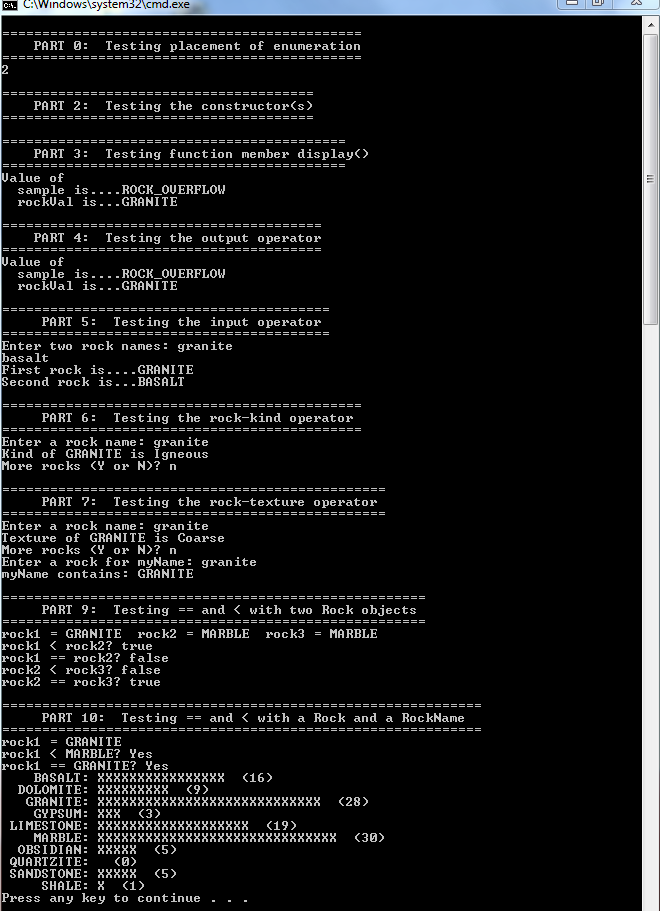 C:\Windows\system32\cmd.exe
=============================================
    PART 0:  Testing placement of enumeration
=============================================
2
=======================================
    PART 2:  Testing the constructor(s)
=======================================
===========================================
    PART 3:  Testing function member display()
===========================================
Value of
  sample is....ROCK_OVERFLOW
  rockVal is...GRANITE
========================================
    PART 4:  Testing the output operator
========================================
Value of
  sample is....ROCK_OVERFLOW
  rockVal is...GRANITE
=========================================
     PART 5:  Testing the input operator
=========================================
Enter two rock names: granite
basalt
First rock is....GRANITE
Second rock is...BASALT
=============================================
     PART 6:  Testing the rock-kind operator
=============================================
Enter a rock name: granite
Kind of GRANITE is Igneous
More rocks (Y or N)? n
================================================
     PART 7:  Testing the rock-texture operator
================================================
Enter a rock name: granite
Texture of GRANITE is Coarse
More rocks (Y or N)? n
Enter a rock for myName: granite
myName contains: GRANITE
=====================================================
     PART 9:  Testing == and < with two Rock objects
=====================================================
rock1 = GRANITE  rock2 = MARBLE  rock3 = MARBLE
rock1 < rock2? true
rock1 == rock2? false
rock2 < rock3? false
rock2 == rock3? true
============================================================
     PART 10:  Testing == and < with a Rock and a RockName
============================================================
rock1 = GRANITE
rock1 < MARBLE? Yes
rock1 == GRANITE? Yes
    BASALT: XXXXXXXXXXXXXXXX  (16)
  DOLOMITE: XXXXXXXXX  (9)
   GRANITE: XXXXXXXXXXXXXXXXXXXXXXXXXXXX  (28)
    GYPSUM: XXX  (3)
 LIMESTONE: XXXXXXXXXXXXXXXXXXX  (19)
    MARBLE: XXXXXXXXXXXXXXXXXXXXXXXXXXXXXX  (30)
  OBSIDIAN: XXXXX  (5)
 QUARTZITE:   (0)
 SANDSTONE: XXXXX  (5)
     SHALE: X  (1)
Press any key to continue . . .